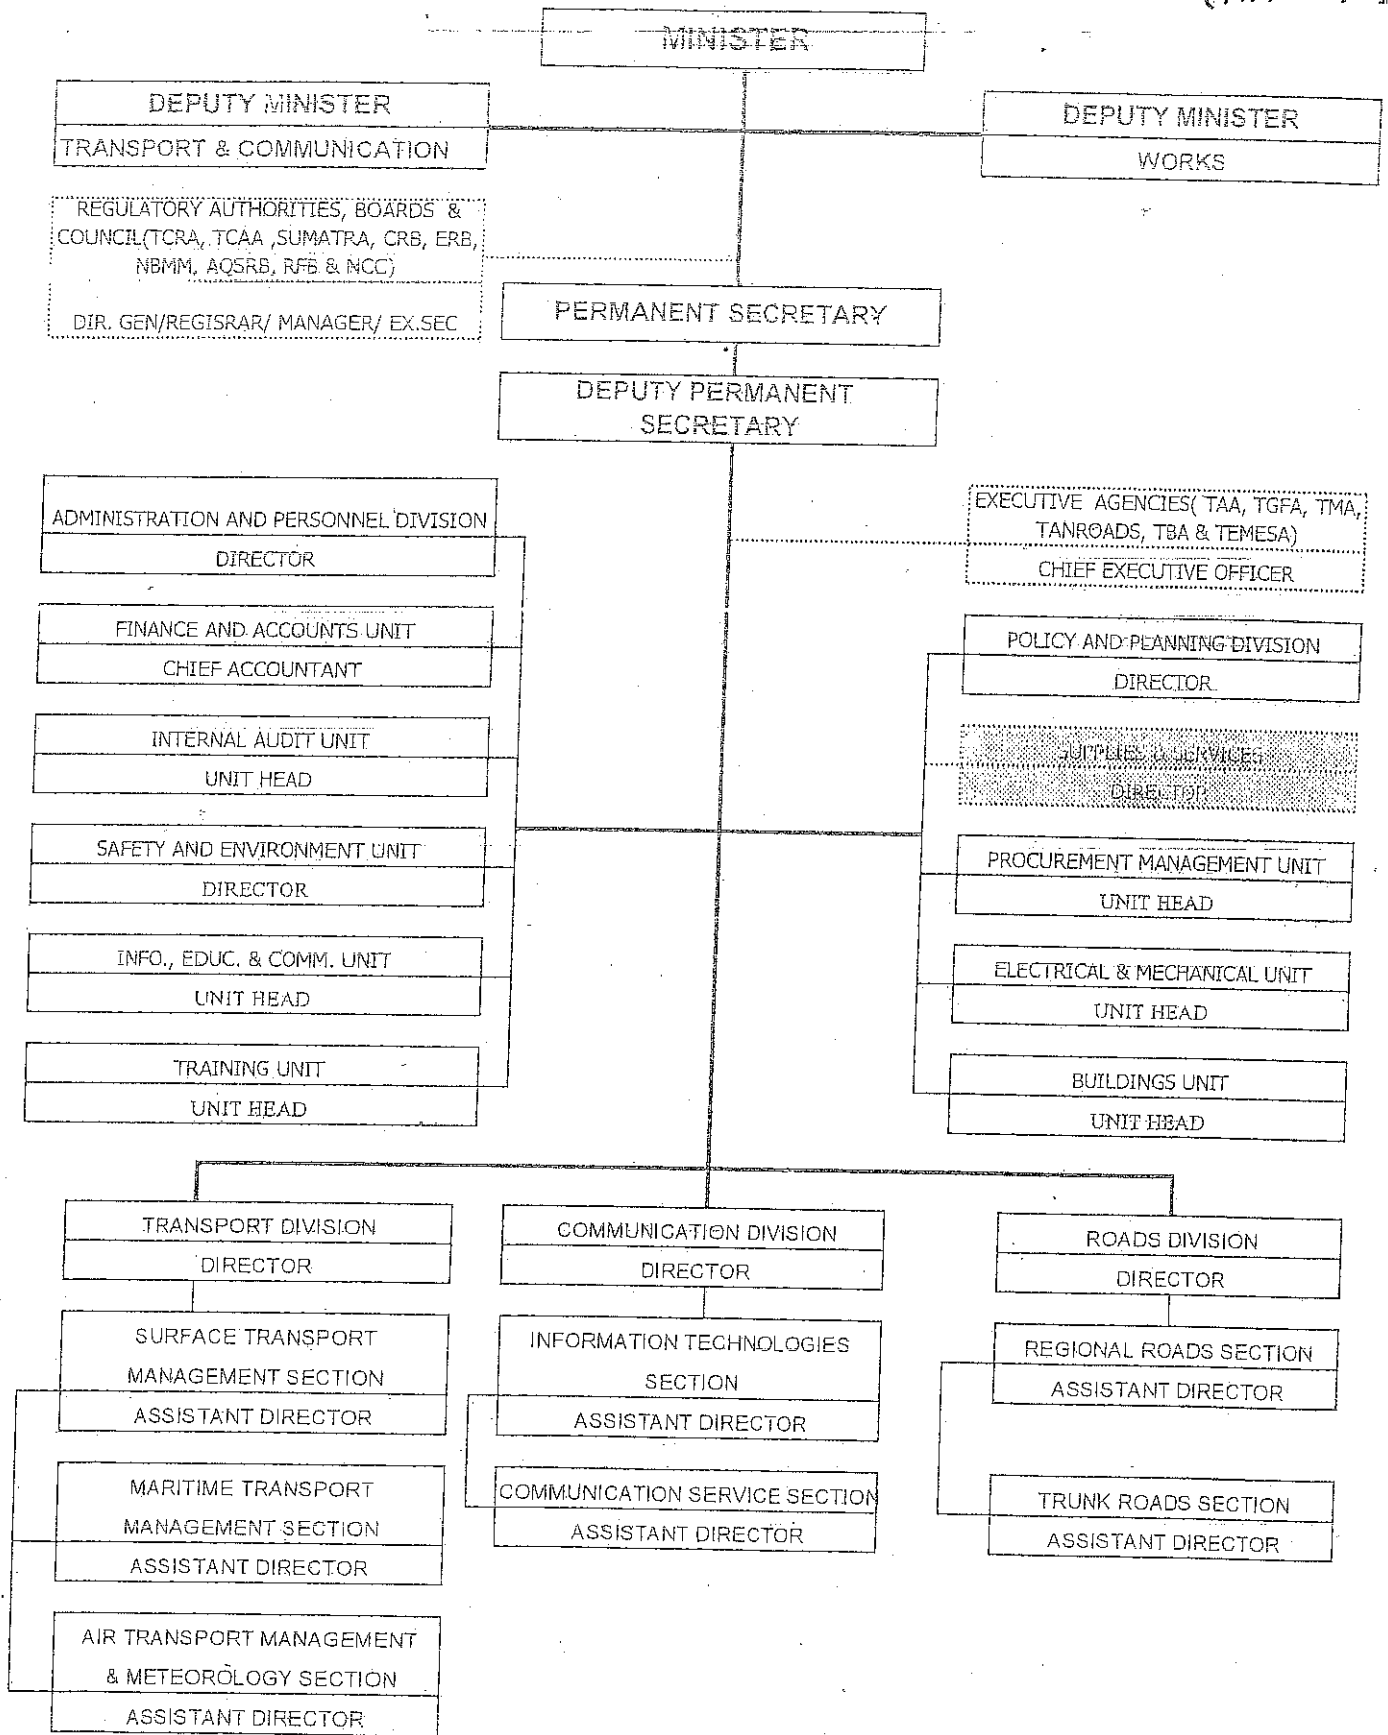 MINISTER
DEPUTY MINISTER
TRANSPORT & COMMUNICATION
DEPUTY MINISTER
WORKS
REGULATORY AUTHORITIES, BOARDS &
COUNCIL(TCRA, TCAA ,SUMATRA, CRB, ERB,
NBMM, AQSRB, RFB & NCC)
DIR. GEN/REGISRAR/ MANAGER/ EX.SEC
PERMANENT SECRETARY
DEPUTY PERMANENT
SECRETARY
ADMINISTRATION AND PERSONNEL DIVISION
DIRECTOR
FINANCE AND ACCOUNTS UNIT
CHIEF ACCOUNTANT
INTERNAL AUDIT UNIT
UNIT HEAD
SAFETY AND ENVIRONMENT UNIT
DIRECTOR
INFO., EDUC. & COMM. UNIT
UNIT HEAD
TRAINING UNIT
UNIT HEAD
EXECUTIVE AGENCIES( TAA, TGFA, TMA,
TANROADS, TBA & TEMESA)
CHIEF EXECUTIVE OFFICER
POLICY AND PLANNING DIVISION
DIRECTOR
SUPPLIES & SERVICES
DIRECTOR
PROCUREMENT MANAGEMENT UNIT
UNIT HEAD
ELECTRICAL & MECHANICAL UNIT
UNIT HEAD
BUILDINGS UNIT
UNIT HEAD
TRANSPORT DIVISION
DIRECTOR
SURFACE TRANSPORT
MANAGEMENT SECTION
ASSISTANT DIRECTOR
MARITIME TRANSPORT
MANAGEMENT SECTION
ASSISTANT DIRECTOR
AIR TRANSPORT MANAGEMENT
& METEOROLOGY SECTION
ASSISTANT DIRECTOR
COMMUNICATION DIVISION
DIRECTOR
INFORMATION TECHNOLOGIES
SECTION
ASSISTANT DIRECTOR
COMMUNICATION SERVICE SECTION
ASSISTANT DIRECTOR
ROADS DIVISION
DIRECTOR
REGIONAL ROADS SECTION
ASSISTANT DIRECTOR
TRUNK ROADS SECTION
ASSISTANT DIRECTOR